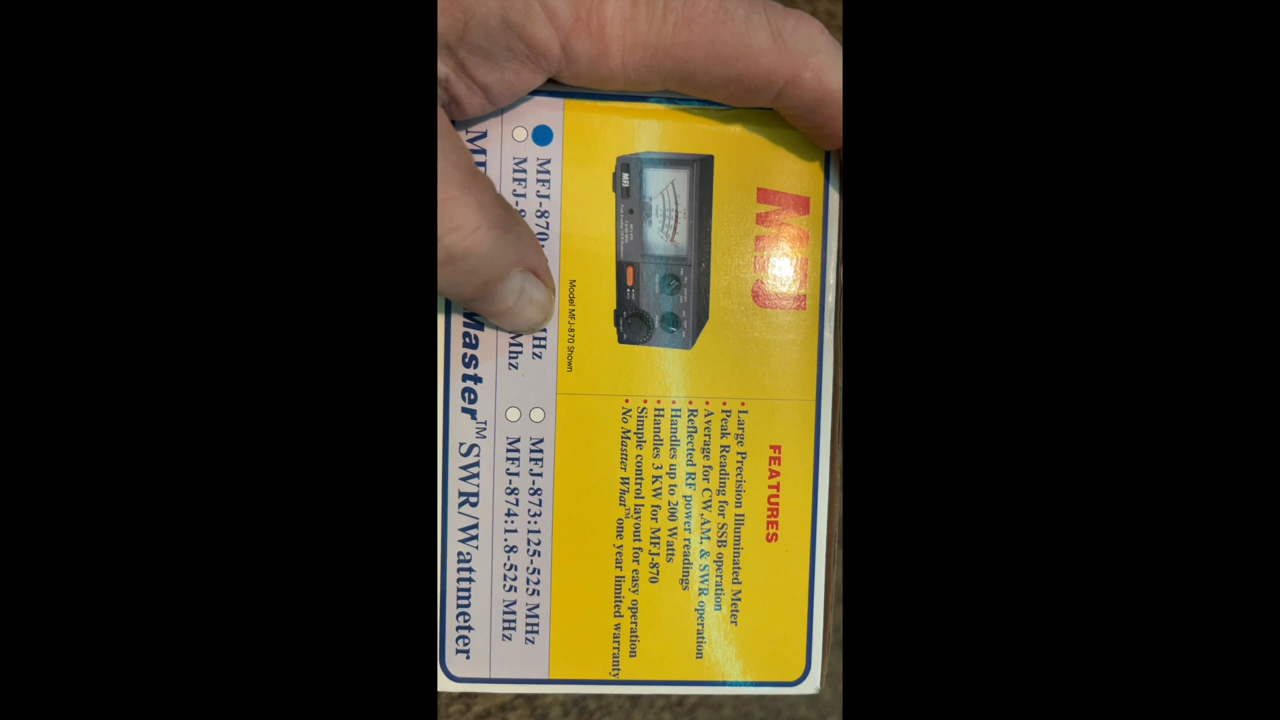 MFJ
FEATURES
• Large Precision Illuminated Meter
• Peak Reading for SSB operation
• Average for CW,AM, & SWR operation
• Reflected RF power readings
• Handles up to 200 Watts
• Handles 3 KW for MFJ-870
• Simple control layout for easy operation
• No Mastter What™ one year limited warranty
MFJ
Model MFJ-870 Shown
MFJ-870: Hz
MFJ-873:125-525 MHz
MFJ-8 Mhz
MFJ-874:1.8-525 MHz
Master™ SWR/Wattmeter